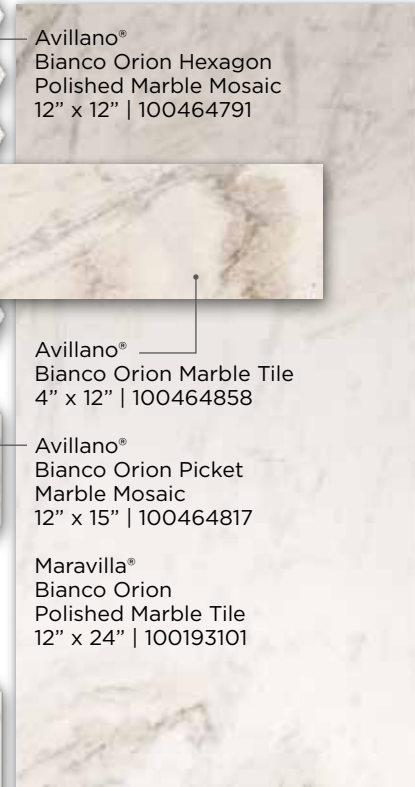 Avillano®
Bianco Orion Hexagon
Polished Marble Mosaic
12” x 12” | 100464791
Avillano®
Bianco Orion Marble Tile
4” x 12” | 100464858
Avillano®
Bianco Orion Picket
Marble Mosaic
12” x 15” | 100464817
Maravilla®
Bianco Orion
Polished Marble Tile
12” x 24” | 100193101